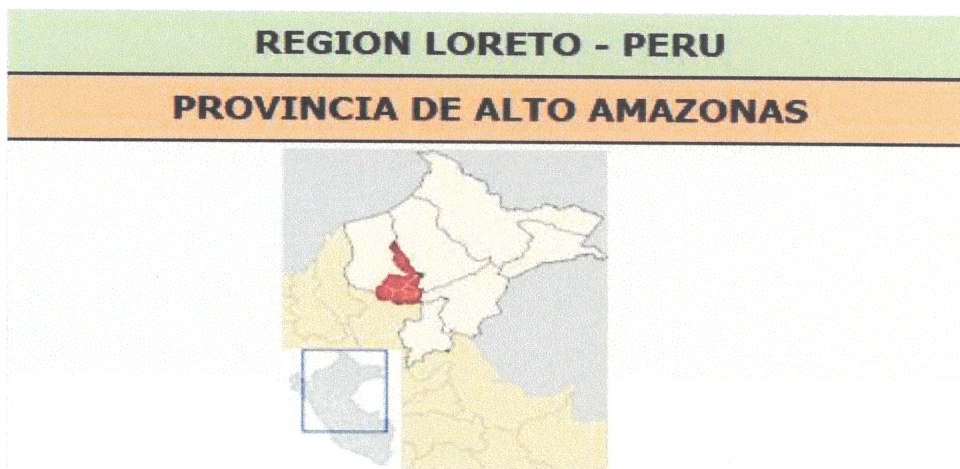 REGION LORETO - PERU
PROVINCIA DE ALTO AMAZONAS